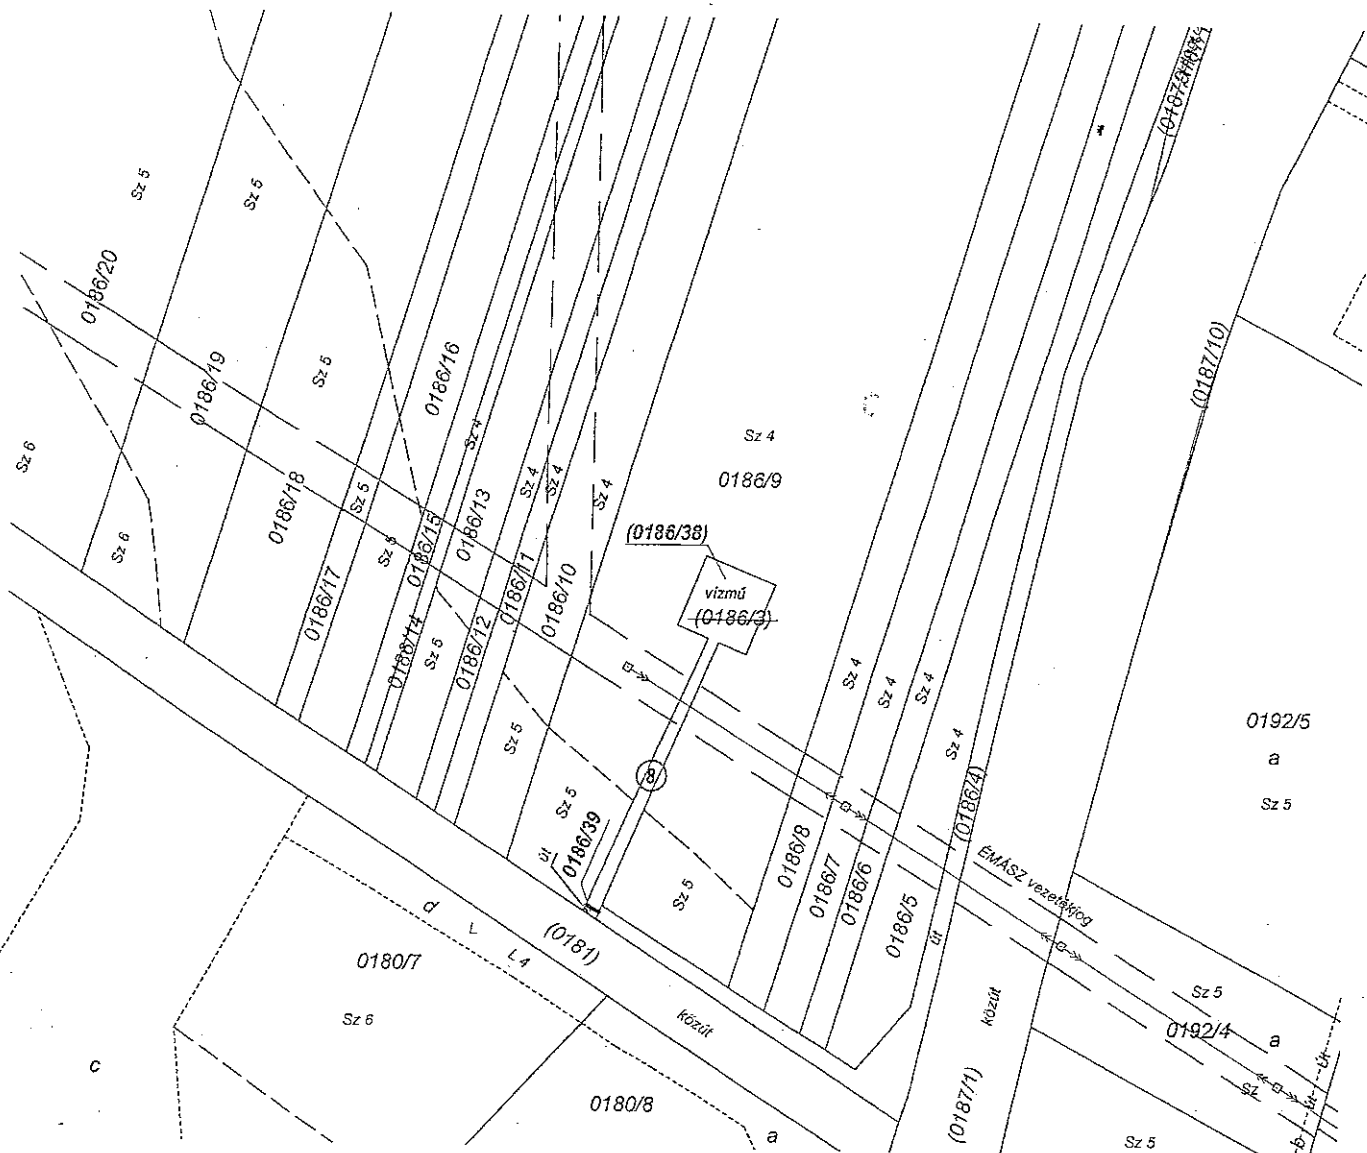 Sz 5
Sz 5
0186/20
0186/19
Sz 5
0186/16
Sz 4
Sz 6
0186/18
Sz 5
Sz 6
0186/17
Sz 5
0186/15
0186/13
Sz 4
Sz 4
Sz 4
0186/14
Sz 5
0186/12
0186/11
0186/10
Sz 4
0186/9
(0186/38)
vízmű
(0186/3)
(0187/10)
Sz 4
Sz 4
Sz 4
Sz 4
(0186/4)
0192/5
a
Sz 5
Sz 5
8
Sz 5
0186/39
út
Sz 5
0186/8
0186/7
0186/6
0186/5
út
ÉMÁSZ vezetékjog
d
L
L 4
(0181)
0180/7
Sz 6
közút
közút
Sz 5
0192/4
a
Sz
út
út
b
c
0180/8
a
(0187/1)
Sz 5